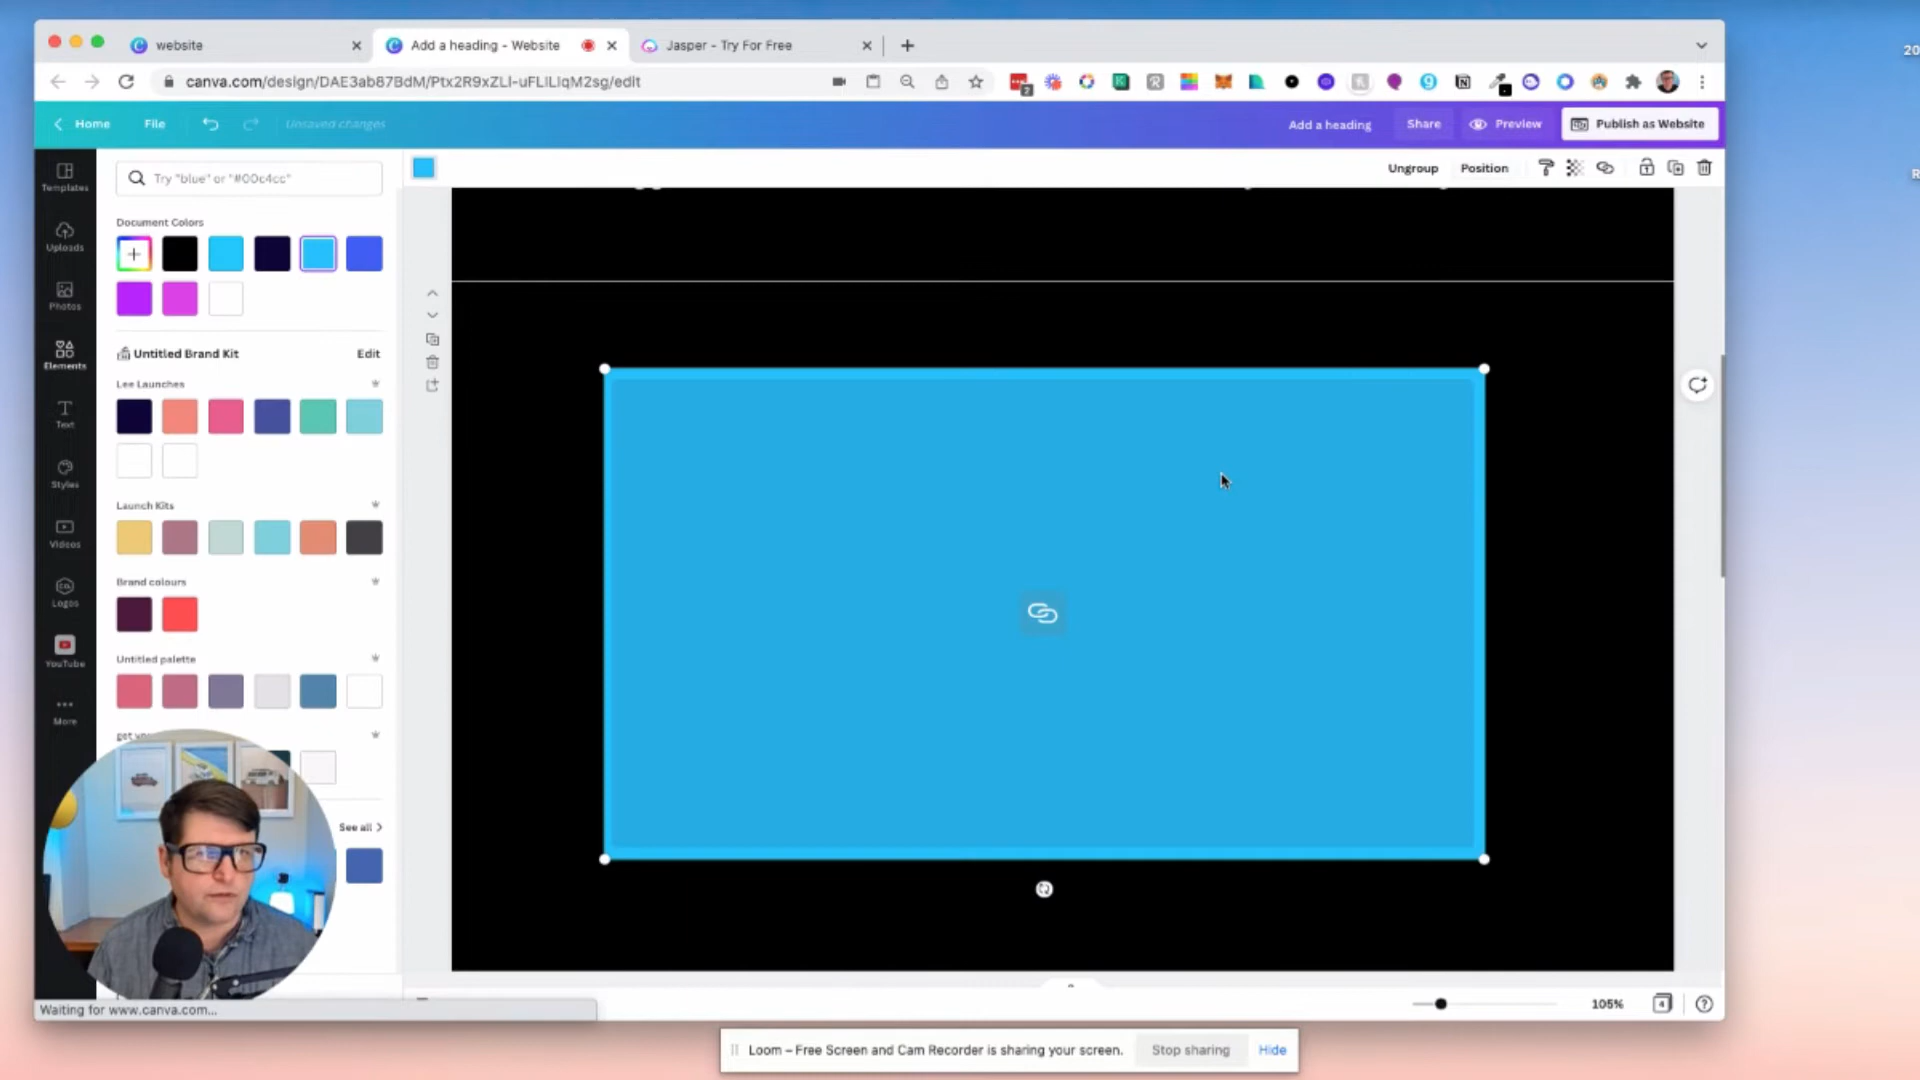 website
Add a heading - Website
Jasper - Try For Free
20
canva.com/design/DAE3ab87BdM/Ptx2R9xZLI-uFLILIqM2sg/edit
2
Home
File
Unsaved changes
Add a heading
Share
Preview
Publish as Website
Try "blue" or "#00c4cc"
Ungroup
Position
R
Templates
Document Colors
Uploads
Photos
Untitled Brand Kit
Edit
Elements
Lee Launches
Text
Styles
Launch Kits
Videos
Brand colours
Logos
YouTube
Untitled palette
More
See all
Waiting for www.canva.com...
105%
4
Loom – Free Screen and Cam Recorder is sharing your screen.
Stop sharing
Hide